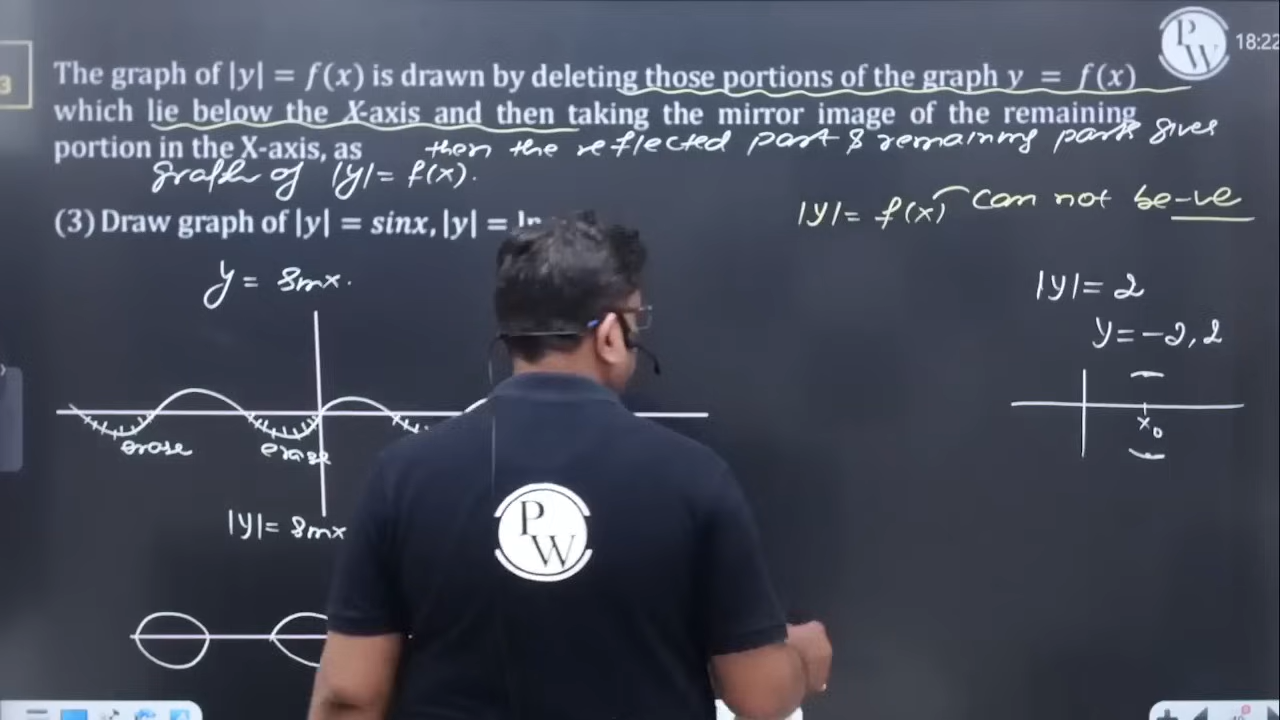 P
W
18:22
3
The graph of |y| = f(x) is drawn by deleting those portions of the graph y = f(x)
which lie below the X-axis and then taking the mirror image of the remaining
portion in the X-axis, as then the reflected part & remaining part gives
graph of |y| = f(x).
|y| = f(x) can not be -ve
(3) Draw graph of |y| = sinx, |y| = ln
y = sinx.
|y| = 2
y = -2, 2
x₀
erase
erase
|y| = sinx
P
W